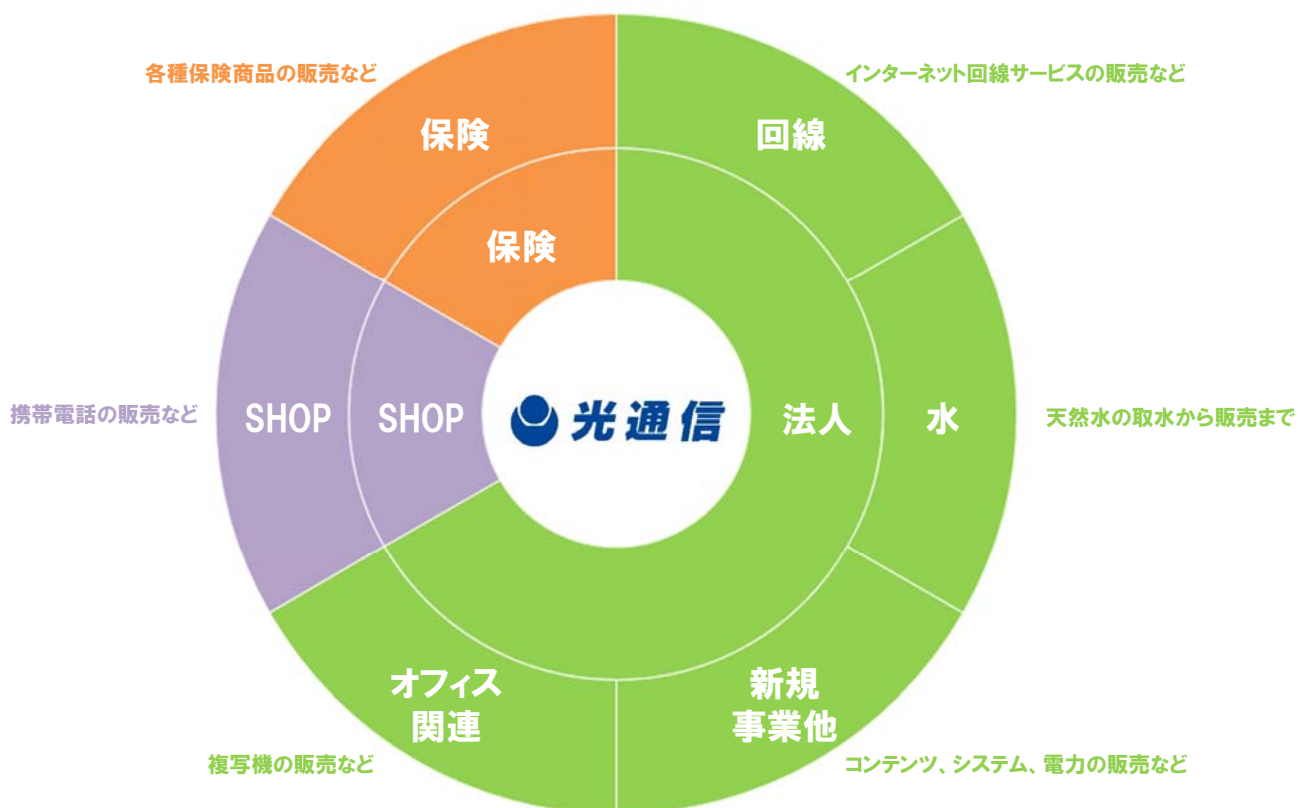 各種保険商品の販売など
インターネット回線サービスの販売など
保険
回線
保険
携帯電話の販売など
SHOP
SHOP
光通信
法人
水
天然水の取水から販売まで
オフィス
関連
新規
事業他
複写機の販売など
コンテンツ、システム、電力の販売など